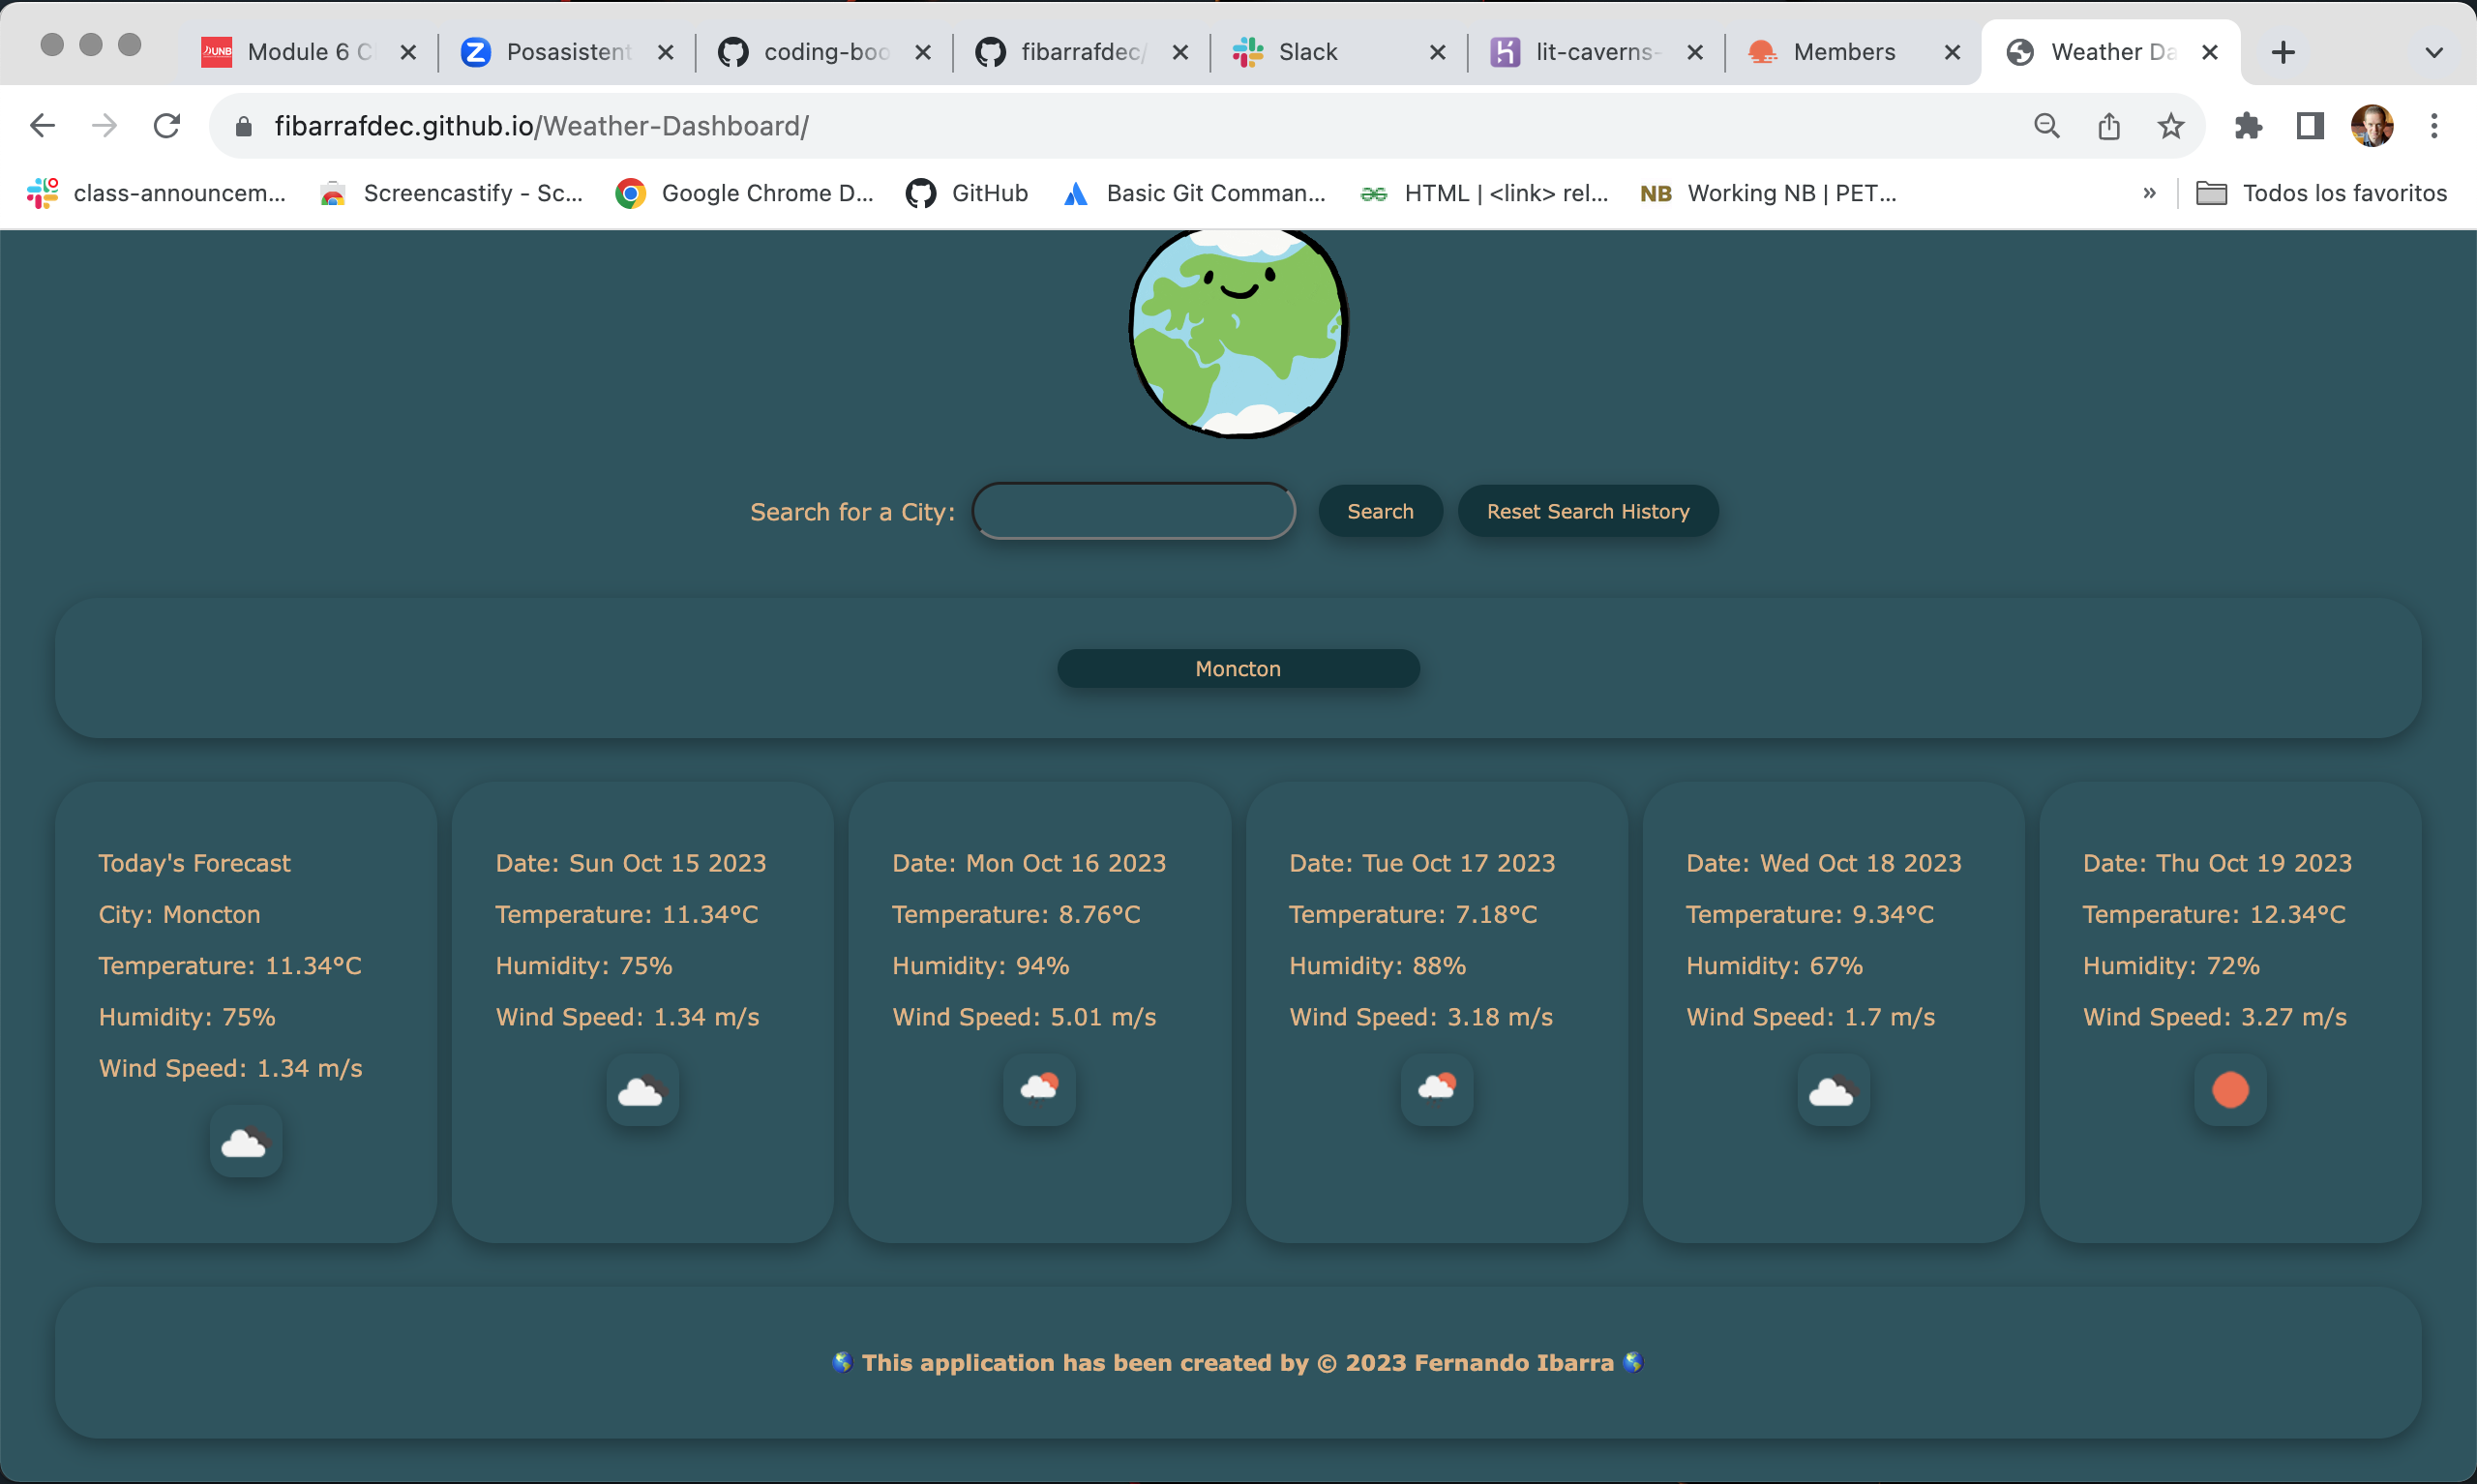 UNB Module 6 C
Posasistent
coding-boo
fibarrafdec/
Slack
lit-caverns-
Members
Weather Da
fibarrafdec.github.io/Weather-Dashboard/
class-announcem...
Screencastify - Sc...
Google Chrome D...
GitHub
Basic Git Comman...
HTML | <link> rel...
NB Working NB | PET...
» Todos los favoritos
Search for a City:
Search
Reset Search History
Moncton
Today's Forecast
City: Moncton
Temperature: 11.34°C
Humidity: 75%
Wind Speed: 1.34 m/s
Date: Sun Oct 15 2023
Temperature: 11.34°C
Humidity: 75%
Wind Speed: 1.34 m/s
Date: Mon Oct 16 2023
Temperature: 8.76°C
Humidity: 94%
Wind Speed: 5.01 m/s
Date: Tue Oct 17 2023
Temperature: 7.18°C
Humidity: 88%
Wind Speed: 3.18 m/s
Date: Wed Oct 18 2023
Temperature: 9.34°C
Humidity: 67%
Wind Speed: 1.7 m/s
Date: Thu Oct 19 2023
Temperature: 12.34°C
Humidity: 72%
Wind Speed: 3.27 m/s
🌎 This application has been created by © 2023 Fernando Ibarra 🌎